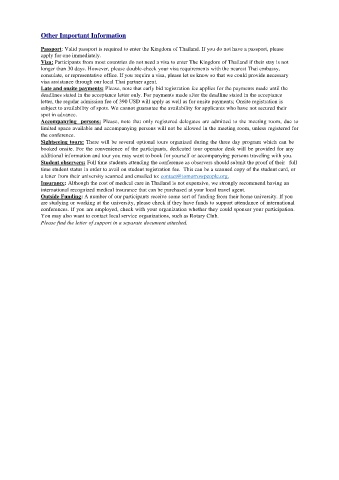 Other Important Information
Passport: Valid passport is required to enter the Kingdom of Thailand. If you do not have a passport, please
apply for one immediately.
Visa: Participants from most countries do not need a visa to enter The Kingdom of Thailand if their stay is not
longer than 30 days. However, please double-check your visa requirements with the nearest Thai embassy,
consulate, or representative office. If you require a visa, please let us know so that we could provide necessary
visa assistance through our local Thai partner agent.
Late and onsite payments: Please, note that early bird registration fee applies for the payments made until the
deadlines stated in the acceptance letter only. For payments made after the deadline stated in the acceptance
letter, the regular admission fee of 390 USD will apply as well as for onsite payments; Onsite registration is
subject to availability of spots. We cannot guarantee the availability for applicants who have not secured their
spot in advance.
Accompanying persons: Please, note that only registered delegates are admitted to the meeting room, due to
limited space available and accompanying persons will not be allowed in the meeting room, unless registered for
the conference.
Sightseeing tours: There will be several optional tours organized during the three day program which can be
booked onsite. For the convenience of the participants, dedicated tour operator desk will be provided for any
additional information and tour you may want to book for yourself or accompanying persons traveling with you.
Student observers: Full time students attending the conference as observers should submit the proof of their full
time student status in order to avail on student registration fee. This can be a scanned copy of the student card, or
a letter from their university scanned and emailed to:
Insurance: Although the cost of medical care in Thailand is not expensive, we strongly recommend having an
international recognized medical insurance that can be purchased at your local travel agent.
Outside Funding: A number of our participants receive some sort of funding from their home university. If you
are studying or working at the university, please check if they have funds to support attendance of international
conferences. If you are employed, check with your organization whether they could sponsor your participation.
You may also want to contact local service organizations, such as Rotary Club.
Please find the letter of support in a separate document attached.